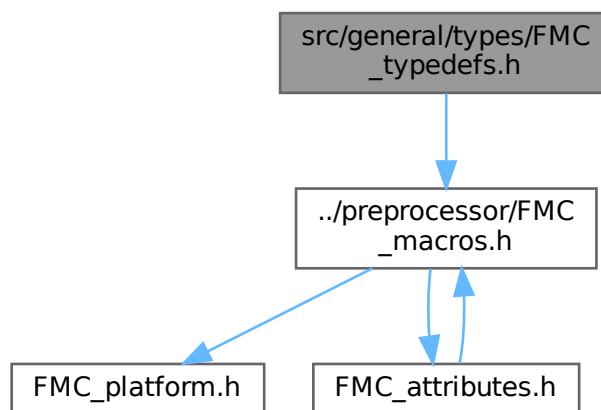 src/general/types/FMC
_typedefs.h
../preprocessor/FMC
_macros.h
FMC_platform.h
FMC_attributes.h